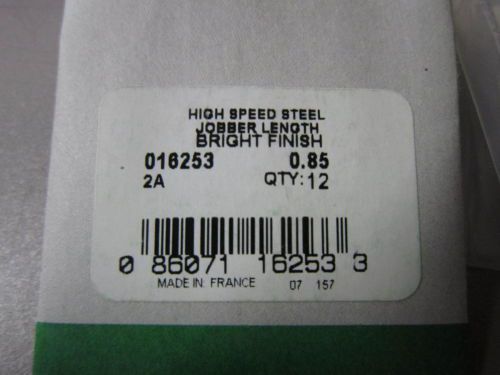 HIGH SPEED STEEL
JOBBER LENGTH
BRIGHT FINISH
016253 0.85
2A QTY: 12
0 86071 16253 3
MADE IN FRANCE 07 157